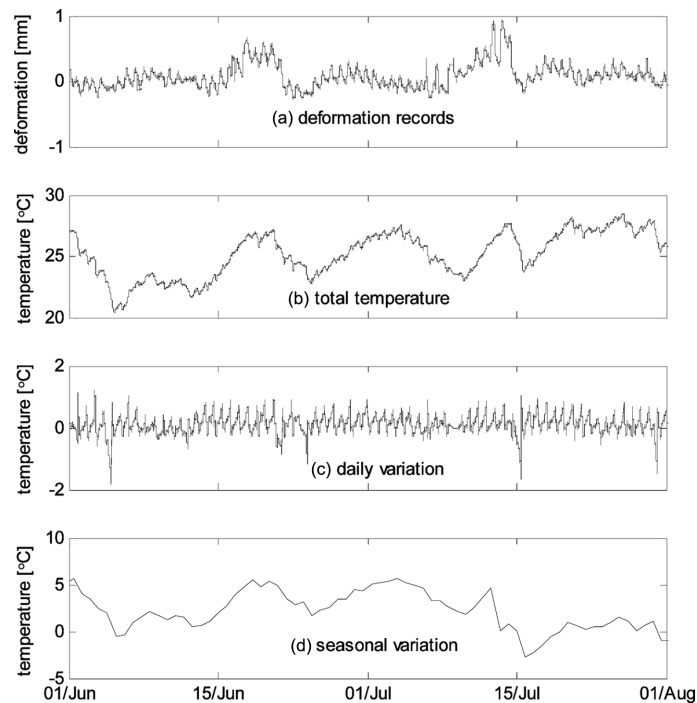 deformation [mm]
1
0
-1
(a) deformation records
temperature [°C]
30
25
20
(b) total temperature
temperature [°C]
2
0
-2
(c) daily variation
temperature [°C]
10
5
0
-5
(d) seasonal variation
01/Jun 15/Jun 01/Jul 15/Jul 01/Aug